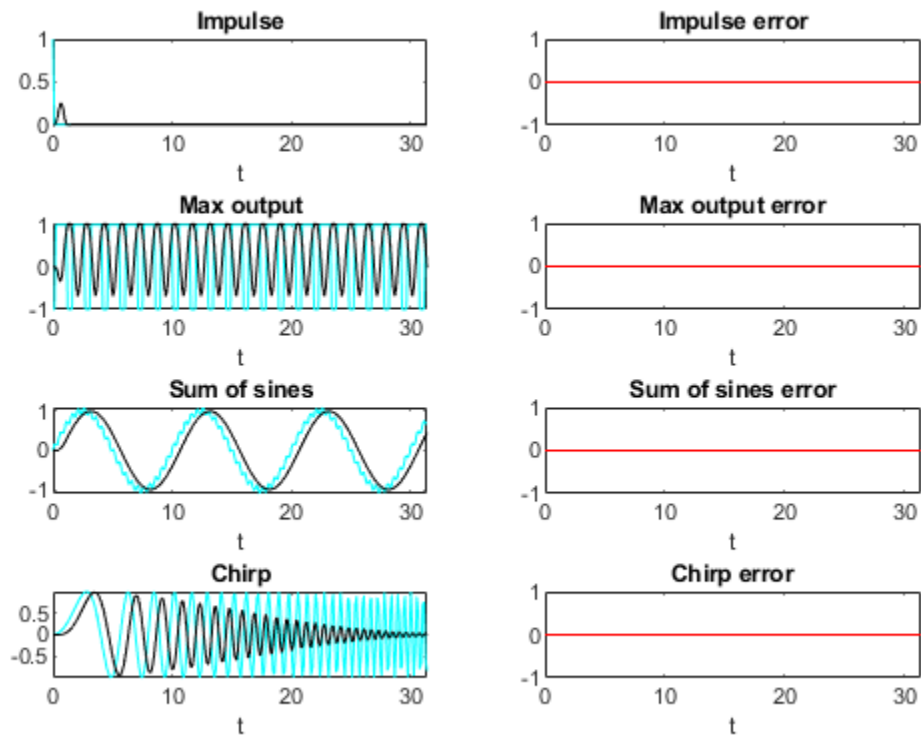 Impulse
1
0.5
0
0 10 20 30
t
Impulse error
1
0
-1
0 10 20 30
t
Max output
1
0
-1
0 10 20 30
t
Max output error
1
0
-1
0 10 20 30
t
Sum of sines
1
0
-1
0 10 20 30
t
Sum of sines error
1
0
-1
0 10 20 30
t
Chirp
0.5
0
-0.5
0 10 20 30
t
Chirp error
1
0
-1
0 10 20 30
t